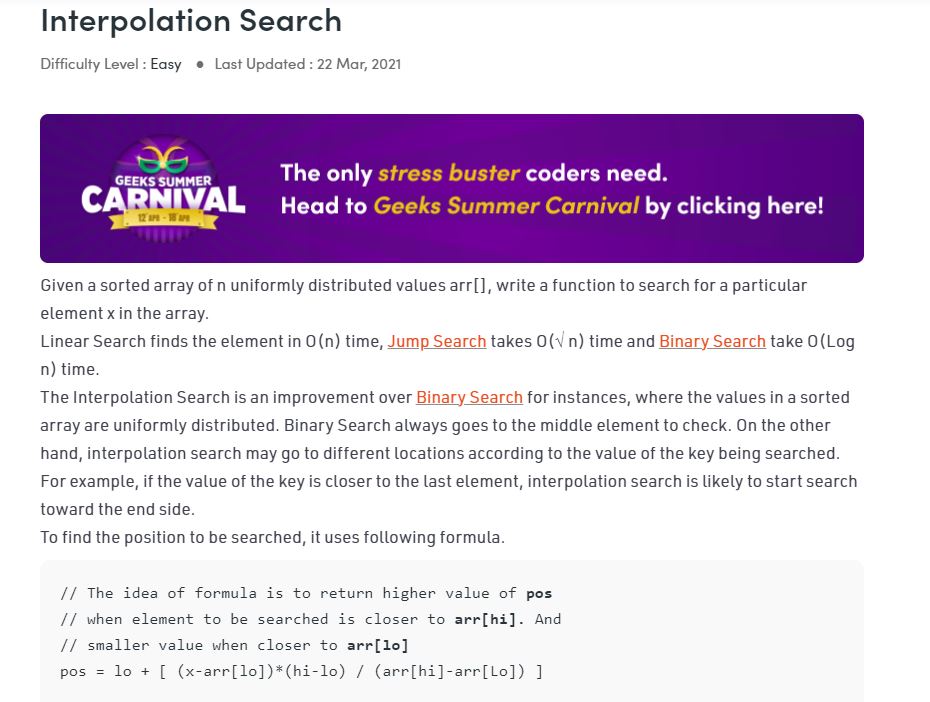 Interpolation Search
Difficulty Level : Easy ● Last Updated : 22 Mar, 2021
GEEKS SUMMER
CARNIVAL
12 APR - 18 APR
The only stress buster coders need.
Head to Geeks Summer Carnival by clicking here!
Given a sorted array of n uniformly distributed values arr[], write a function to search for a particular
element x in the array.
Linear Search finds the element in O(n) time, Jump Search takes O(√ n) time and Binary Search take O(Log
n) time.
The Interpolation Search is an improvement over Binary Search for instances, where the values in a sorted
array are uniformly distributed. Binary Search always goes to the middle element to check. On the other
hand, interpolation search may go to different locations according to the value of the key being searched.
For example, if the value of the key is closer to the last element, interpolation search is likely to start search
toward the end side.
To find the position to be searched, it uses following formula.
// The idea of formula is to return higher value of pos
// when element to be searched is closer to arr[hi]. And
// smaller value when closer to arr[lo]
pos = lo + [ (x-arr[lo])*(hi-lo) / (arr[hi]-arr[Lo]) ]